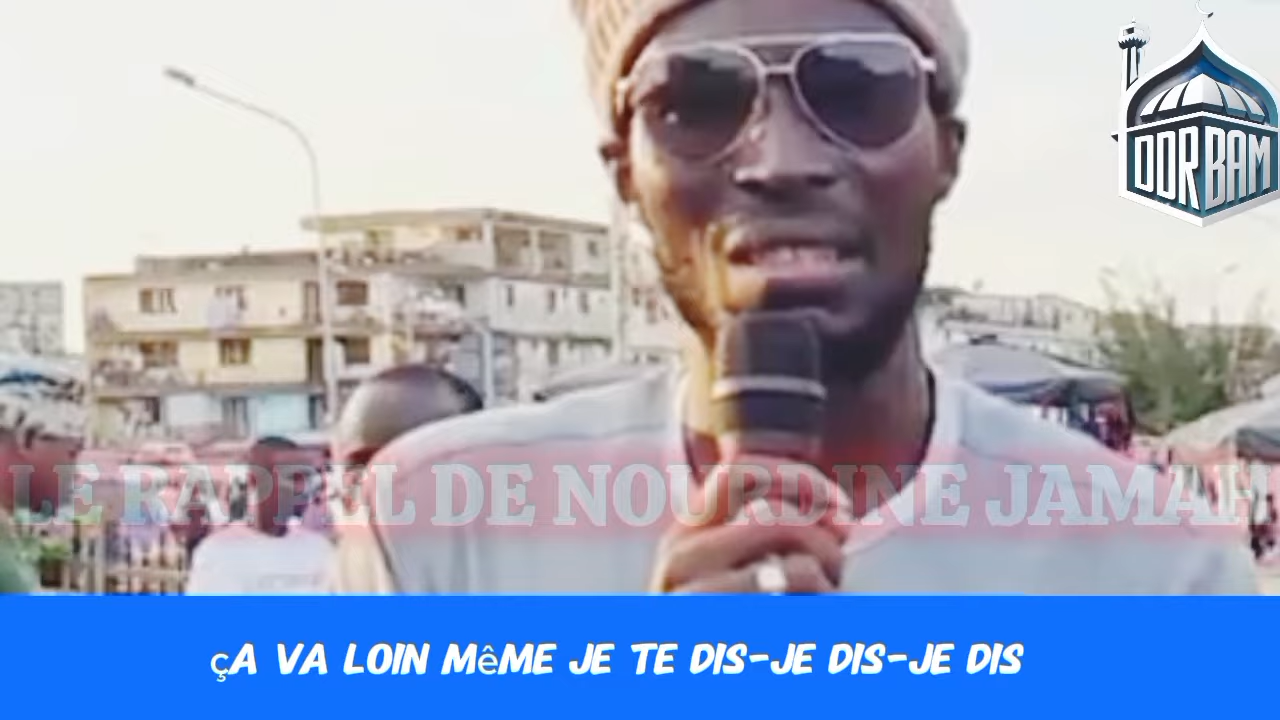 DDR BAM
LE RAPPEL DE NOURDINE JAMAH
ÇA VA LOIN MÊME JE TE DIS-JE DIS-JE DIS